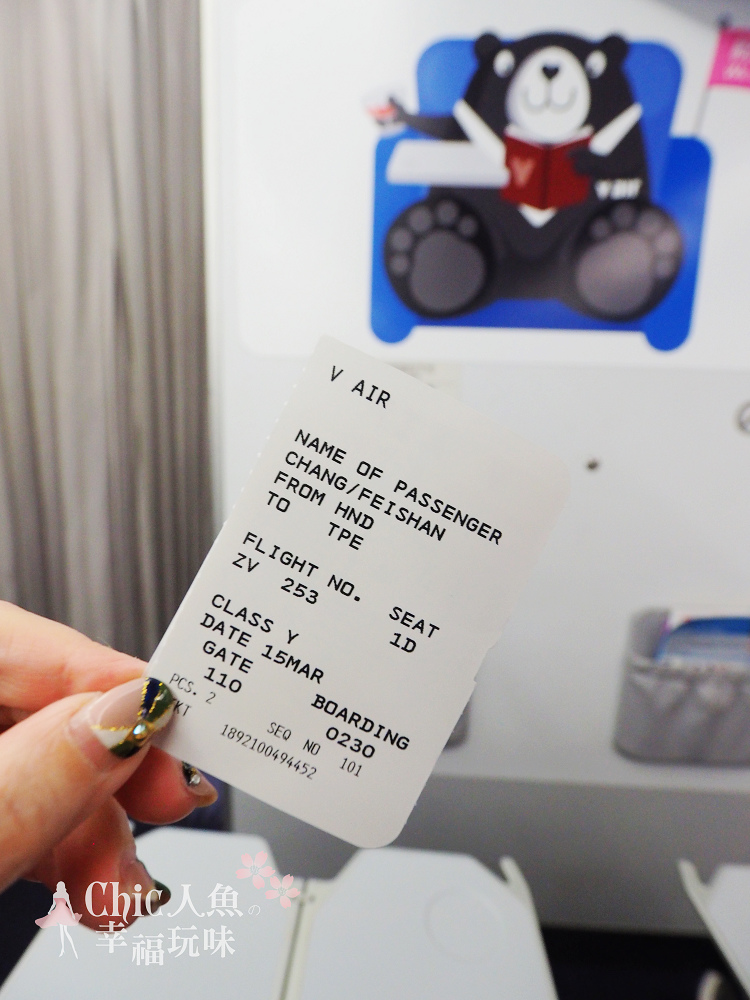 V AIR
V
V AIR
NAME OF PASSENGER
CHANG/FEISHAN
FROM HND
TO TPE
FLIGHT NO. SEAT
ZV 253 1D
CLASS Y
DATE 15MAR
GATE BOARDING
110 0230
PCS. 2 SEQ NO 101
KT 1892100494452
Chic人魚の
幸福玩味